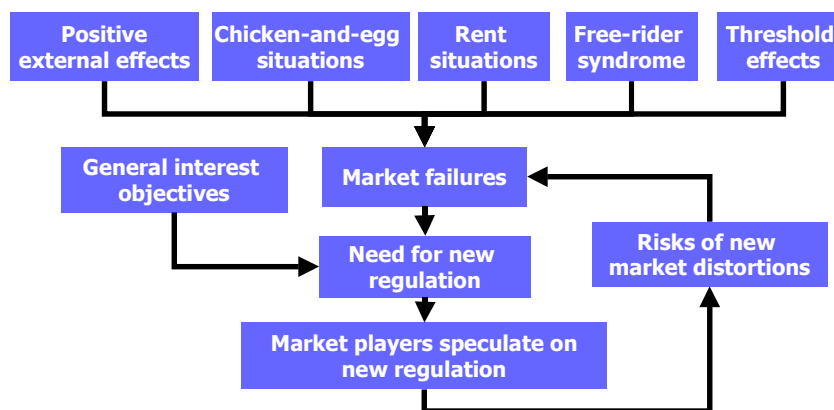 Positive
external effects
Chicken-and-egg
situations
Rent
situations
Free-rider
syndrome
Threshold
effects
General interest
objectives
Market failures
Need for new
regulation
Risks of new
market distortions
Market players speculate on
new regulation